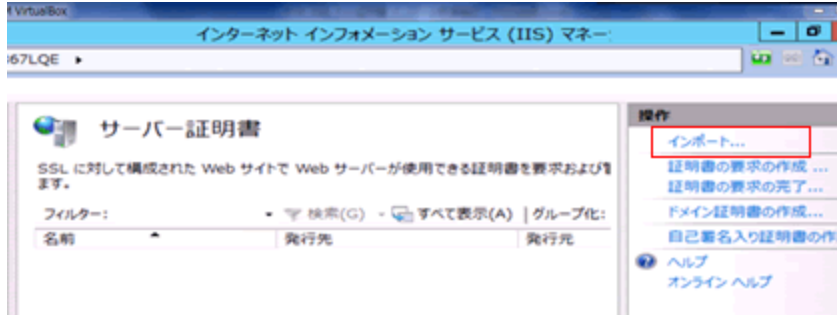 VirtualBox
インターネット インフォメーション サービス (IIS) マネー
67LQE
サーバー証明書
SSL に対して構成された Web サイトで Web サーバーが使用できる証明書を要求および
ます。
フィルター:
検索(G)
すべて表示(A)
グループ化:
名前
発行先
発行元
操作
インポート...
証明書の要求の作成 ...
証明書の要求の完了...
ドメイン証明書の作成...
自己署名入り証明書の作
ヘルプ
オンライン ヘルプ